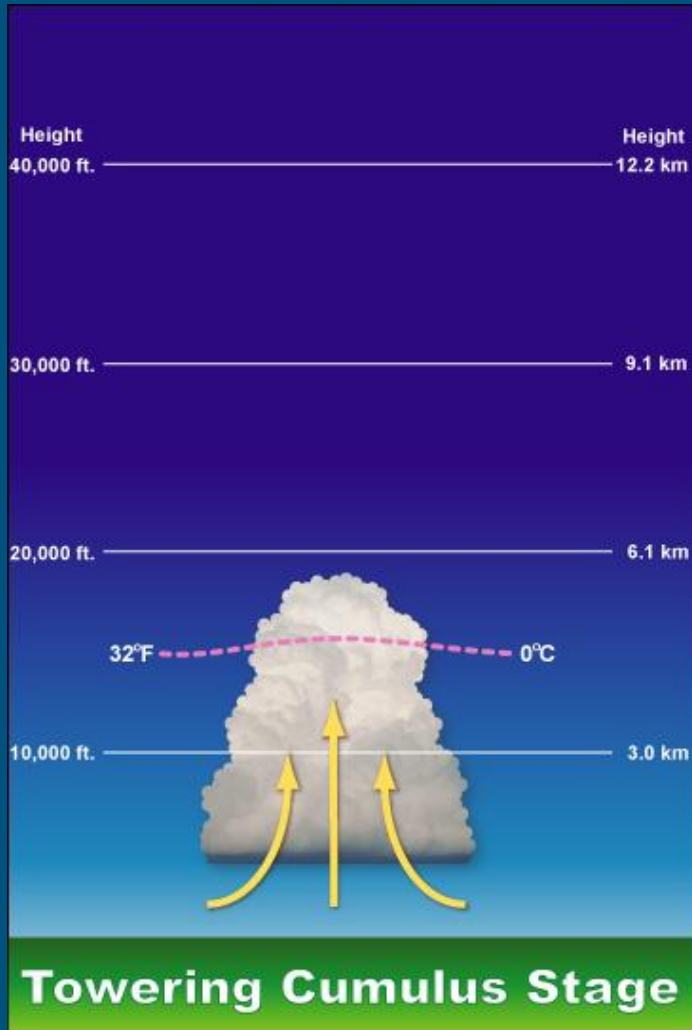 Height
Height
40,000 ft.
12.2 km
30,000 ft.
9.1 km
20,000 ft.
6.1 km
32°F
0°C
10,000 ft.
3.0 km
Towering Cumulus Stage